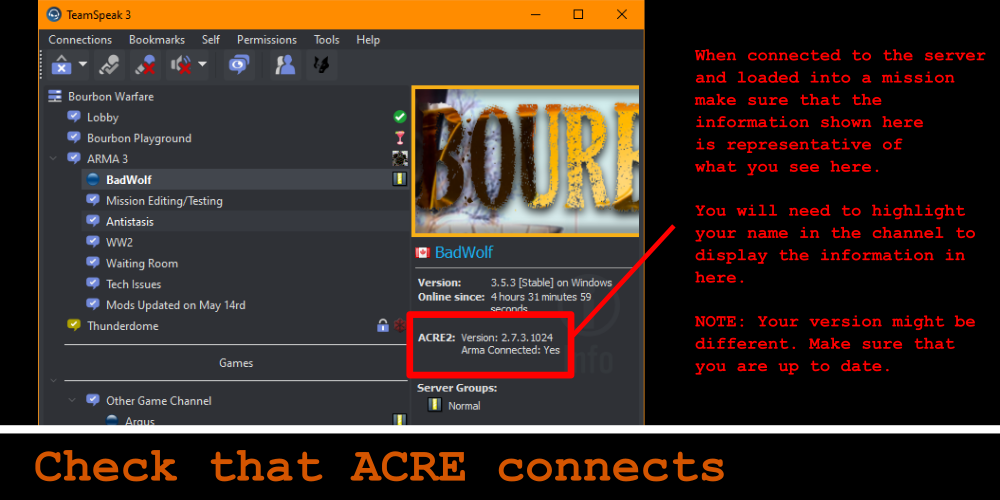 TeamSpeak 3
Connections Bookmarks Self Permissions Tools Help
Bourbon Warfare
Lobby
Bourbon Playground
ARMA 3
BadWolf
Mission Editing/Testing
Antistasis
WW2
Waiting Room
Tech Issues
Mods Updated on May 14rd
Thunderdome
Games
Other Game Channel
Argus
BOURB
BadWolf
Version: 3.5.3 [Stable] on Windows
Online since: 4 hours 31 minutes 59
seconds
ACRE2: Version: 2.7.3.1024
Arma Connected: Yes
info
Server Groups:
Normal
When connected to the server
and loaded into a mission
make sure that the
information shown here
is representative of
what you see here.
You will need to highlight
your name in the channel to
display the information in
here.
NOTE: Your version might be
different. Make sure that
you are up to date.
Check that ACRE connects